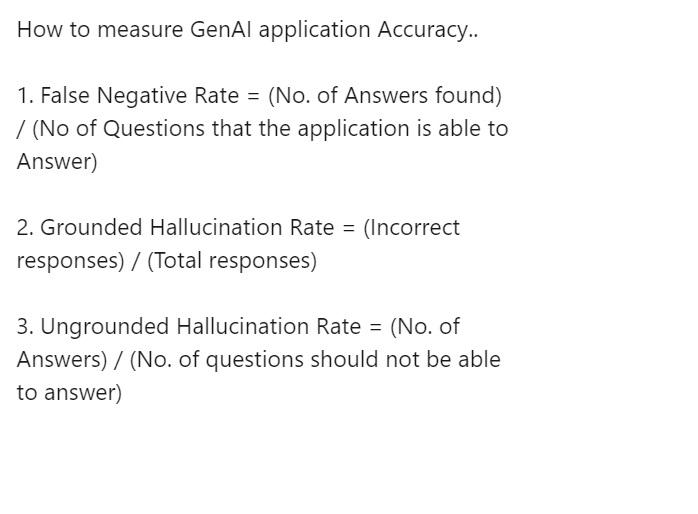 How to measure GenAI application Accuracy..
1. False Negative Rate = (No. of Answers found)
/ (No of Questions that the application is able to
Answer)
2. Grounded Hallucination Rate = (Incorrect
responses) / (Total responses)
3. Ungrounded Hallucination Rate = (No. of
Answers) / (No. of questions should not be able
to answer)